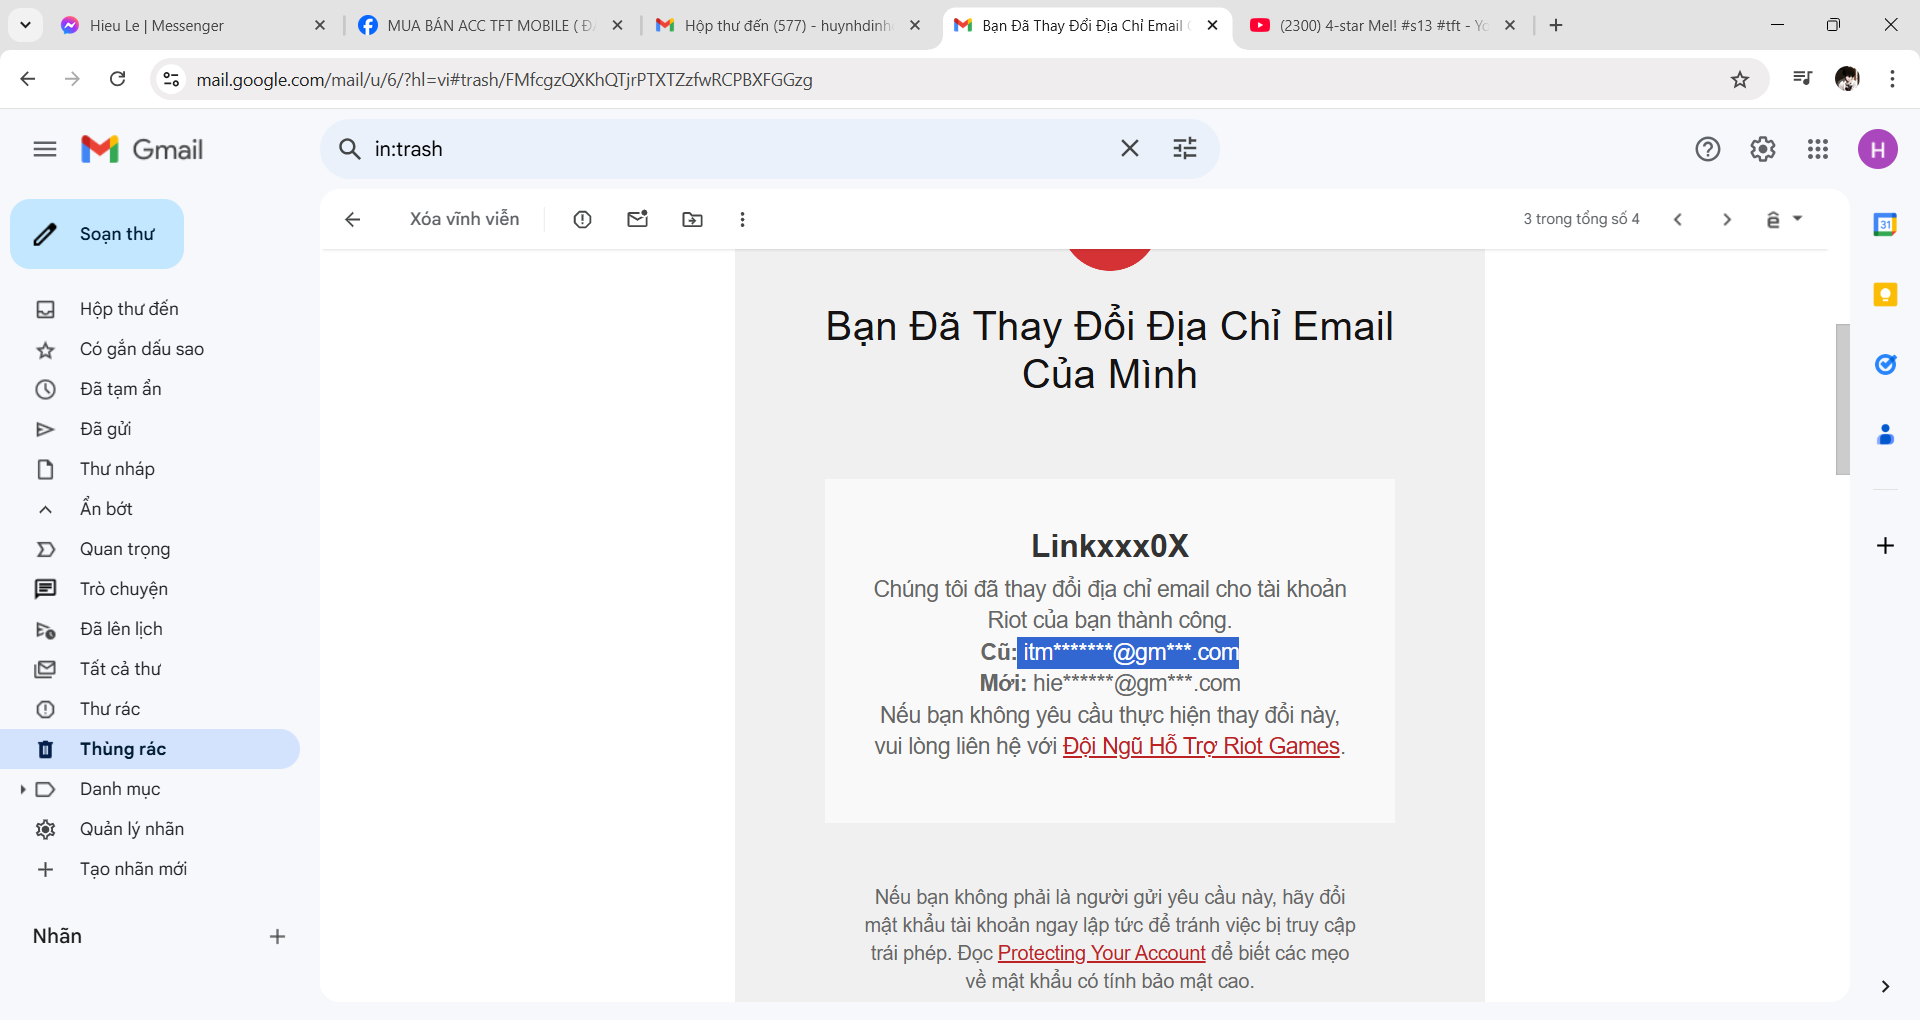 Hieu Le | Messenger
MUA BÁN ACC TFT MOBILE ( ĐA
Hộp thư đến (577) - huynhdinh
Bạn Đã Thay Đổi Địa Chỉ Email
(2300) 4-star Mel! #s13 #tft - Yo
mail.google.com/mail/u/6/?hl=vi#trash/FMfcgzQXKhQTjrPTXTZzfwRCPBXFGGzg
Gmail
in:trash
H
Soạn thư
Xóa vĩnh viễn
3 trong tổng số 4
ê
31
Hộp thư đến
Có gắn dấu sao
Đã tạm ẩn
Đã gửi
Thư nháp
Ẩn bớt
Quan trọng
Trò chuyện
Đã lên lịch
Tất cả thư
Thư rác
Thùng rác
Danh mục
Quản lý nhãn
Tạo nhãn mới
Nhãn
Bạn Đã Thay Đổi Địa Chỉ Email
Của Mình
Linkxxx0X
Chúng tôi đã thay đổi địa chỉ email cho tài khoản
Riot của bạn thành công.
Cũ: itm*******@gm***.com
Mới: hie******@gm***.com
Nếu bạn không yêu cầu thực hiện thay đổi này,
vui lòng liên hệ với Đội Ngũ Hỗ Trợ Riot Games.
Nếu bạn không phải là người gửi yêu cầu này, hãy đổi
mật khẩu tài khoản ngay lập tức để tránh việc bị truy cập
trái phép. Đọc Protecting Your Account để biết các mẹo
về mật khẩu có tính bảo mật cao.